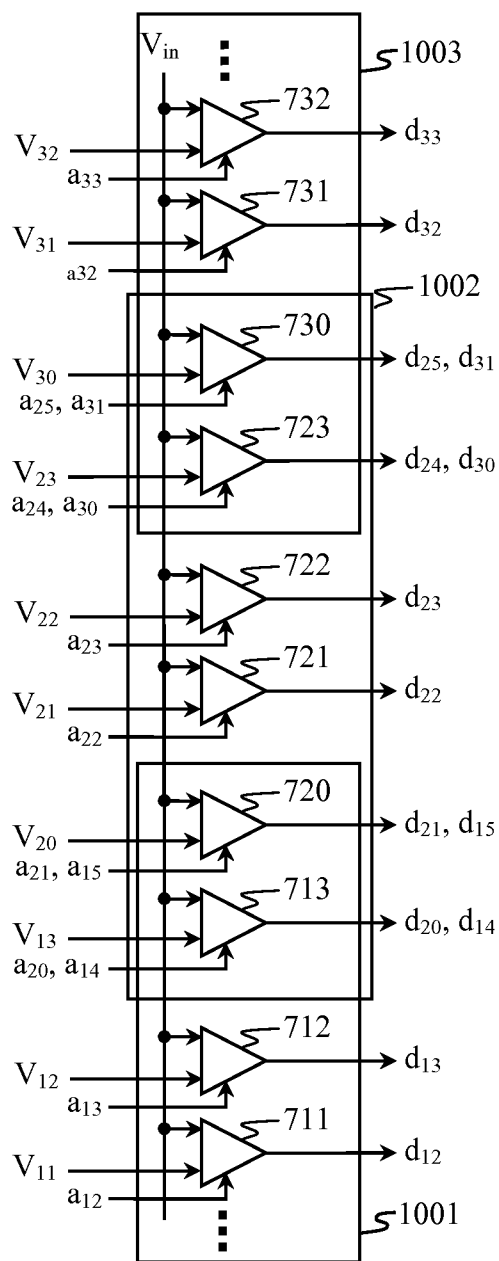 V_in
1003
732
V_32
a_33
d_33
731
V_31
a32
d_32
1002
730
V_30
a_25, a_31
d_25, d_31
723
V_23
a_24, a_30
d_24, d_30
722
V_22
a_23
d_23
721
V_21
a_22
d_22
720
V_20
a_21, a_15
d_21, d_15
713
V_13
a_20, a_14
d_20, d_14
712
V_12
a_13
d_13
711
V_11
a_12
d_12
1001